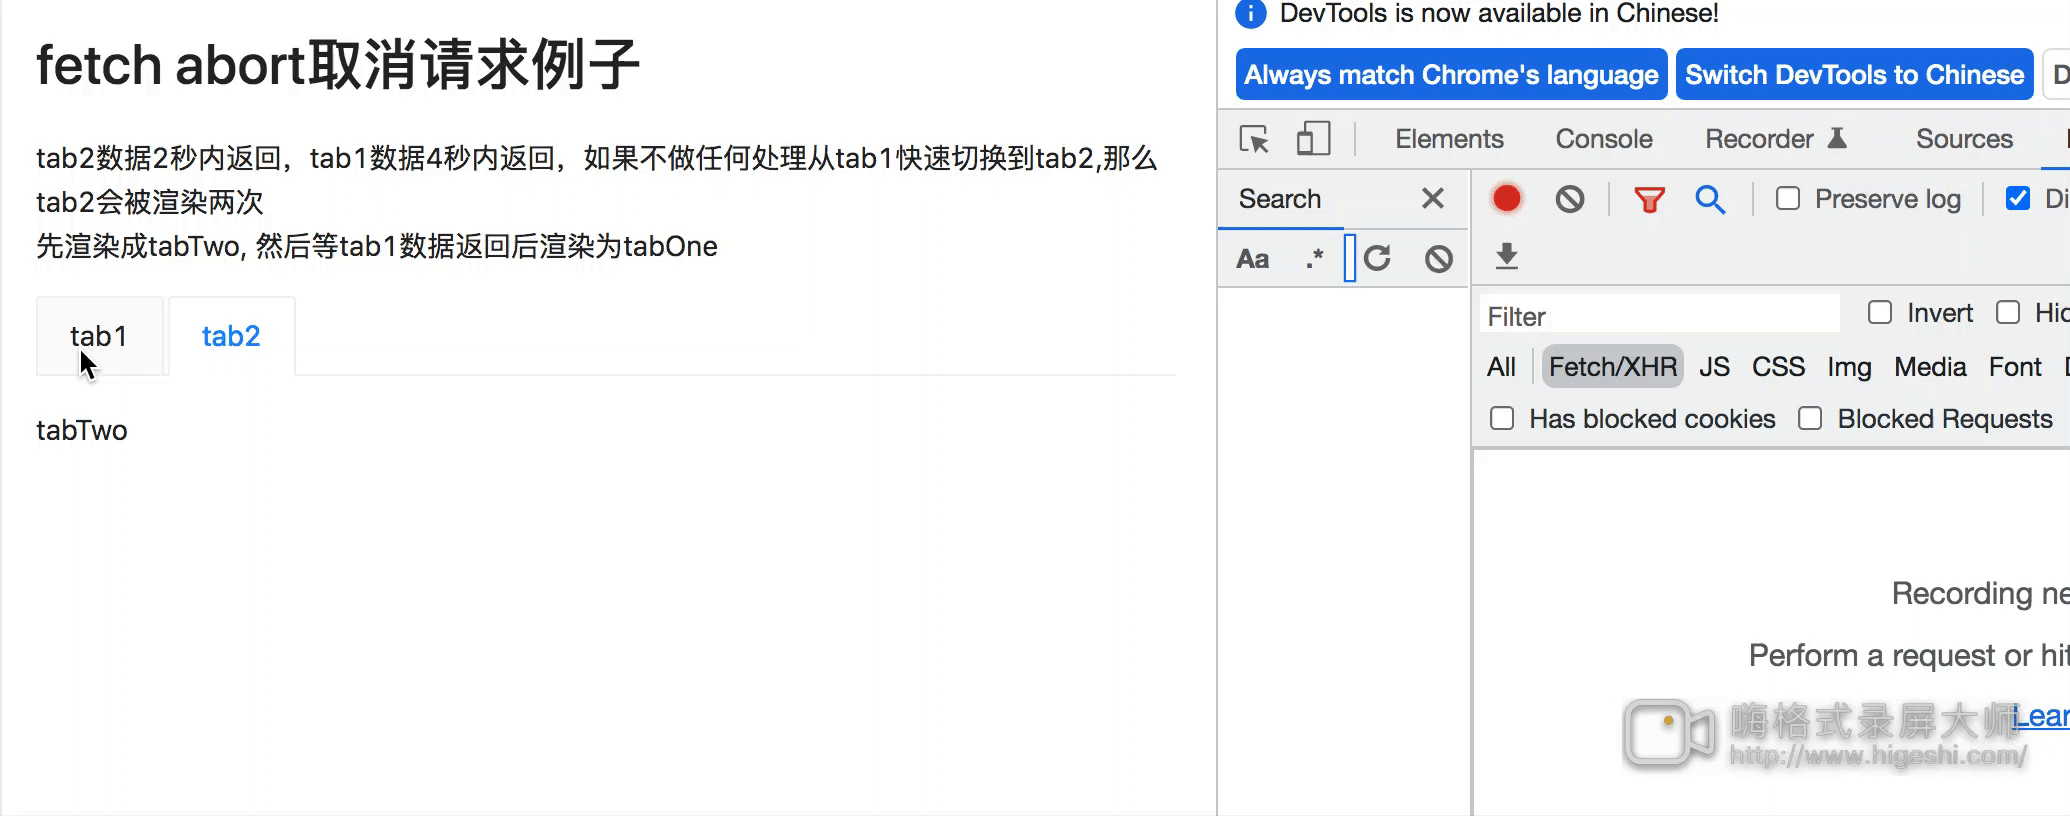 fetch abort取消请求例子
tab2数据2秒内返回，tab1数据4秒内返回，如果不做任何处理从tab1快速切换到tab2,那么
tab2会被渲染两次
先渲染成tabTwo, 然后等tab1数据返回后渲染为tabOne
tab1 tab2
tabTwo
DevTools is now available in Chinese!
Always match Chrome's language Switch DevTools to Chinese D
Elements Console Recorder Sources
Search
Preserve log Di
Aa .*
Filter
Invert Hid
All Fetch/XHR JS CSS Img Media Font
Has blocked cookies Blocked Requests
Recording ne
Perform a request or hit
Lear
嗨格式录屏大师
http://www.higeshi.com/